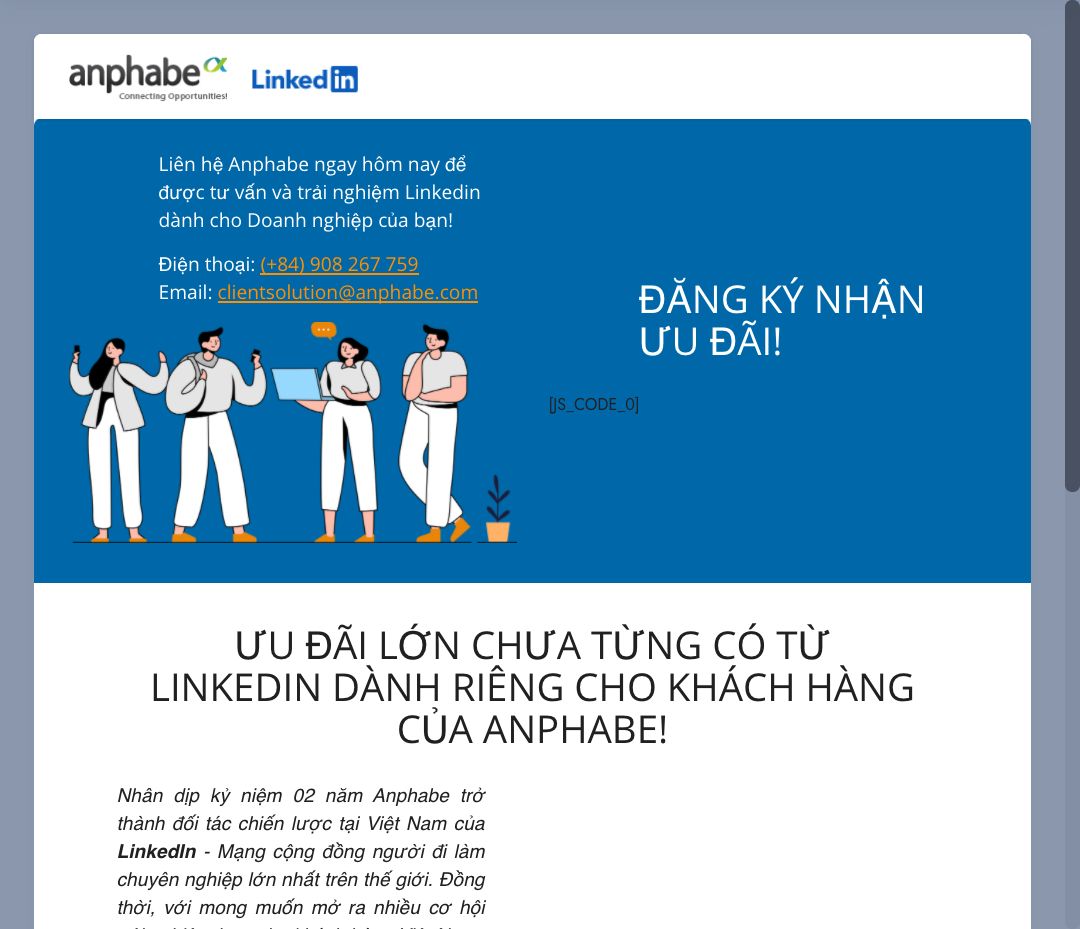 anphabe
Connecting Opportunities!
Linked in
Liên hệ Anphabe ngay hôm nay để
được tư vấn và trải nghiệm Linkedin
dành cho Doanh nghiệp của bạn!
Điện thoại: (+84) 908 267 759
Email: clientsolution@anphabe.com
ĐĂNG KÝ NHẬN
ƯU ĐÃI!
[JS_CODE_0]
ƯU ĐÃI LỚN CHƯA TỪNG CÓ TỪ
LINKEDIN DÀNH RIÊNG CHO KHÁCH HÀNG
CỦA ANPHABE!
Nhân dịp kỷ niệm 02 năm Anphabe trở
thành đối tác chiến lược tại Việt Nam của
LinkedIn - Mạng cộng đồng người đi làm
chuyên nghiệp lớn nhất trên thế giới. Đồng
thời, với mong muốn mở ra nhiều cơ hội